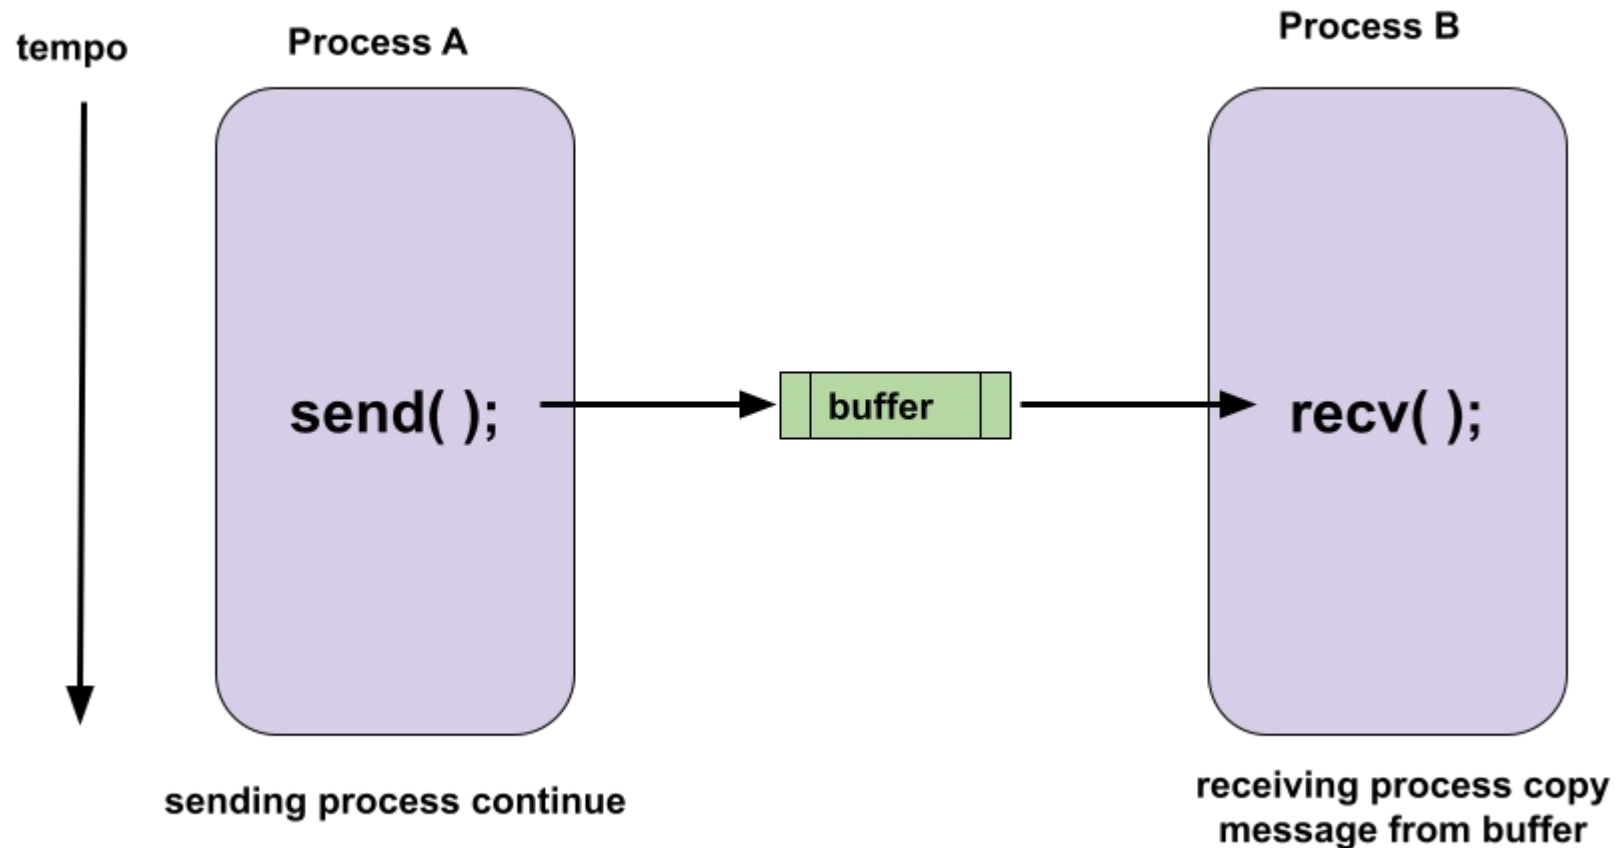 tempo
Process A
Process B
send( );
buffer
recv( );
sending process continue
receiving process copy
message from buffer